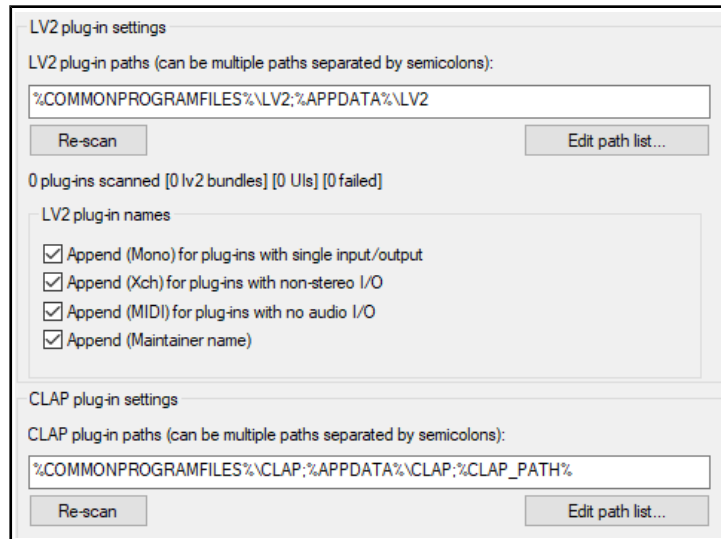 LV2 plug-in settings
LV2 plug-in paths (can be multiple paths separated by semicolons):
%COMMONPROGRAMFILES%\LV2;%APPDATA%\LV2
Re-scan Edit path list...
0 plug-ins scanned [0 lv2 bundles] [0 UIs] [0 failed]
LV2 plug-in names
Append (Mono) for plug-ins with single input/output
Append (Xch) for plug-ins with non-stereo I/O
Append (MIDI) for plug-ins with no audio I/O
Append (Maintainer name)
CLAP plug-in settings
CLAP plug-in paths (can be multiple paths separated by semicolons):
%COMMONPROGRAMFILES%\CLAP;%APPDATA%\CLAP;%CLAP_PATH%
Re-scan Edit path list...